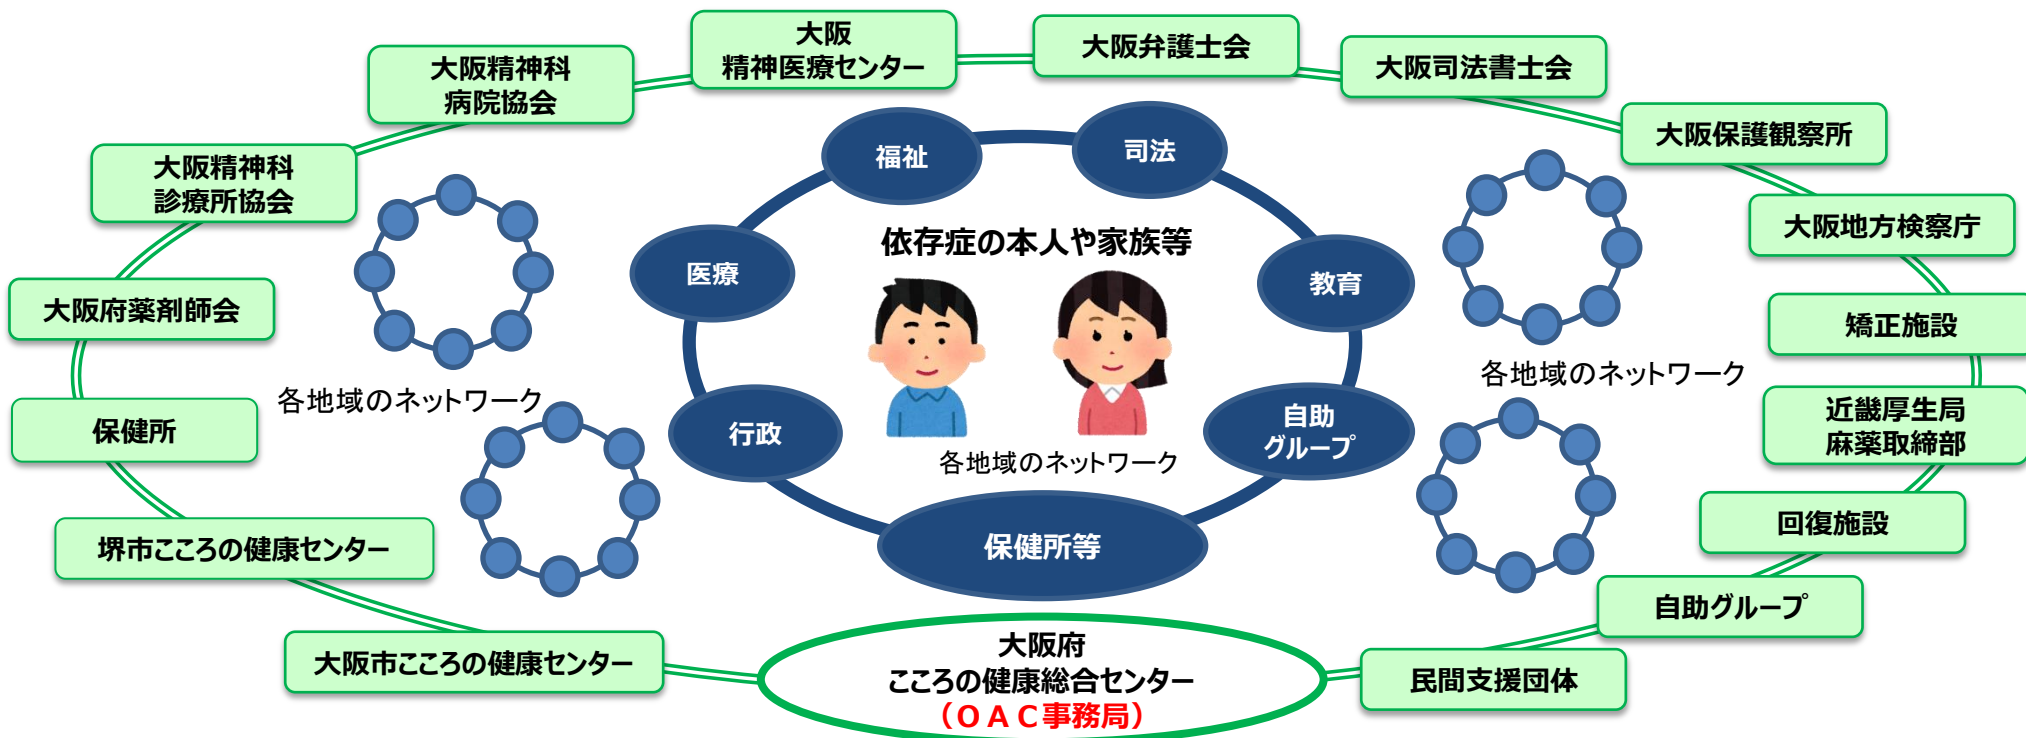 大阪
精神医療センター
大阪弁護士会
大阪司法書士会
大阪精神科
病院協会
大阪保護観察所
大阪精神科
診療所協会
大阪地方検察庁
大阪府薬剤師会
矯正施設
保健所
近畿厚生局
麻薬取締部
堺市こころの健康センター
回復施設
大阪市こころの健康センター
自助グループ
民間支援団体
大阪府
こころの健康総合センター
（ＯＡＣ事務局）
福祉
司法
医療
教育
行政
自助
グループ
保健所等
依存症の本人や家族等
各地域のネットワーク
各地域のネットワーク
各地域のネットワーク